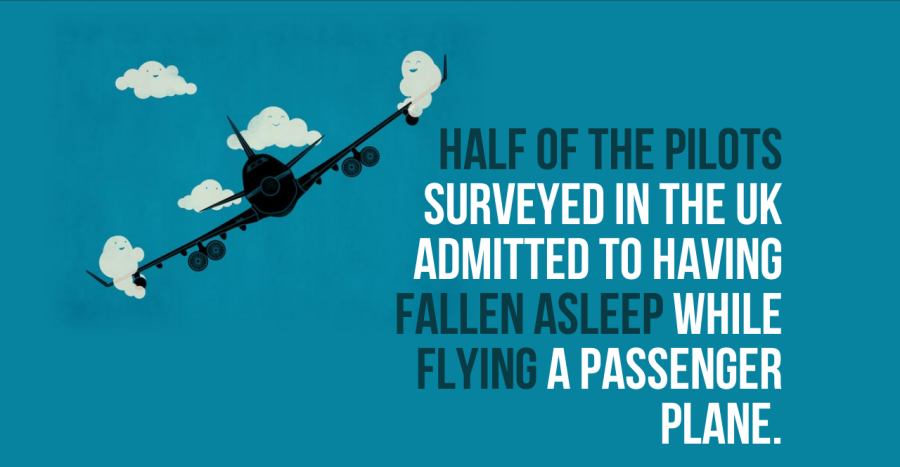 HALF OF THE PILOTS
SURVEYED IN THE UK
ADMITTED TO HAVING
FALLEN ASLEEP WHILE
FLYING A PASSENGER
PLANE.